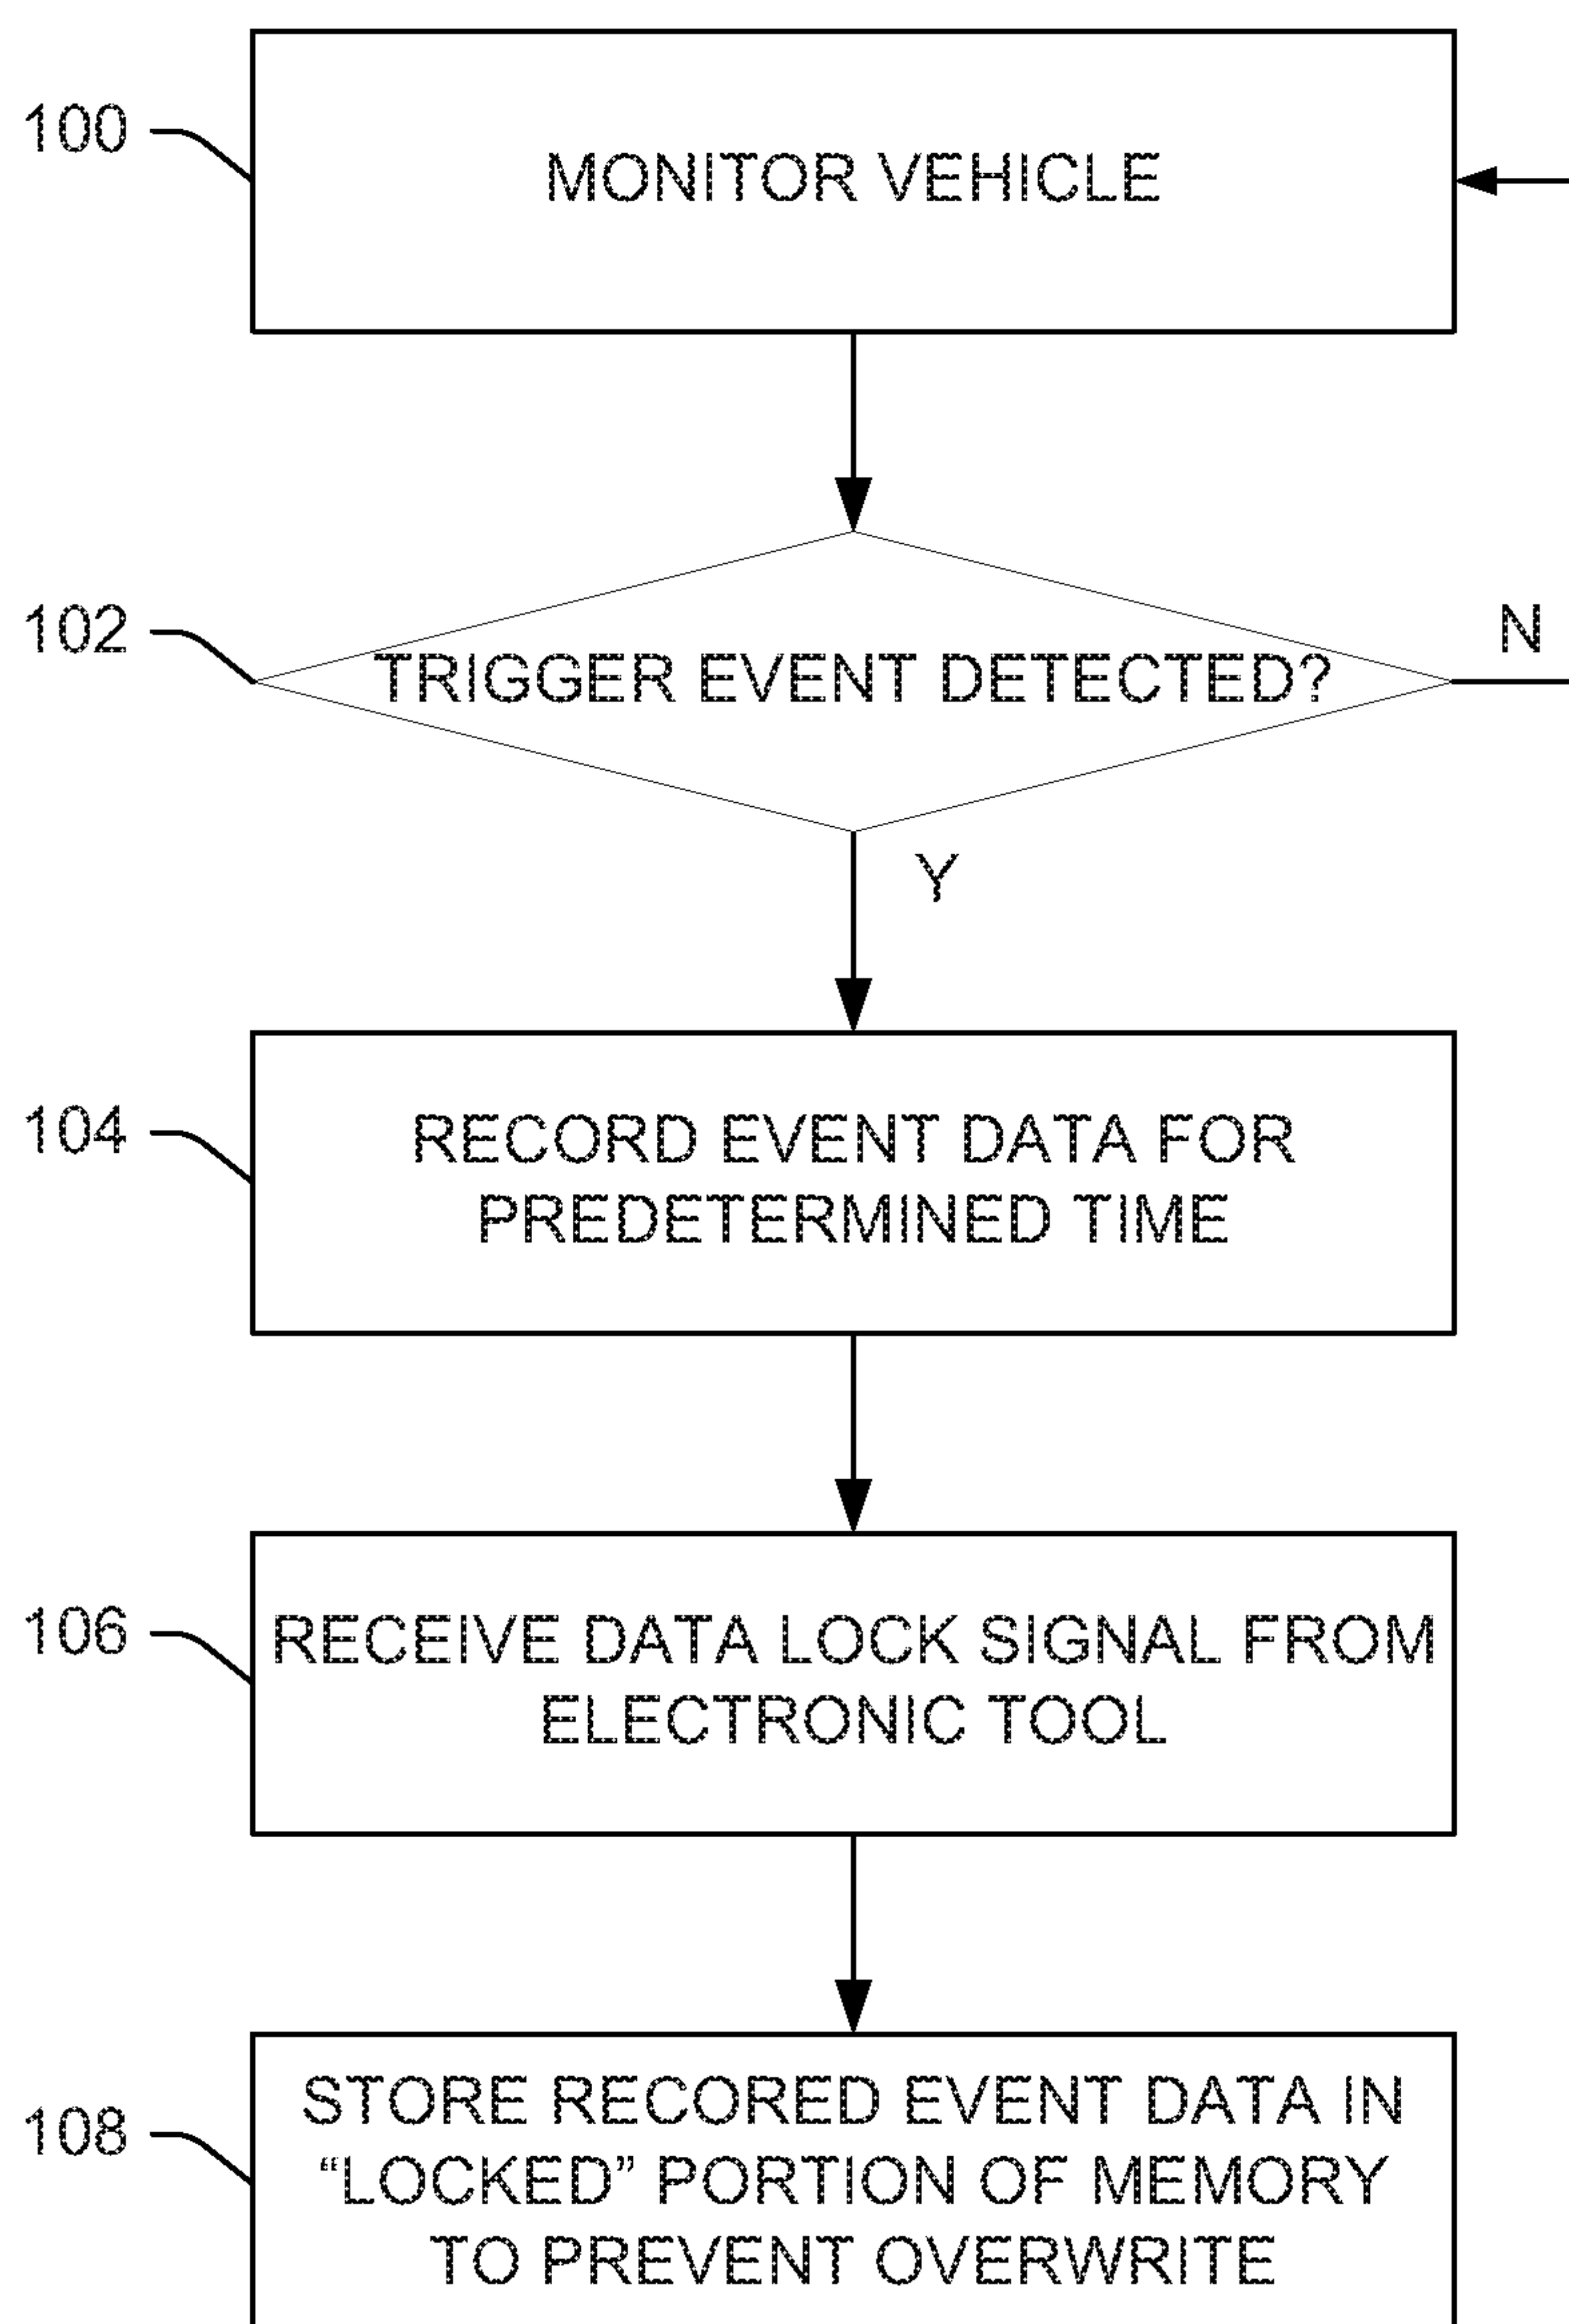 100
MONITOR VEHICLE
102
TRIGGER EVENT DETECTED?
N
Y
104
RECORD EVENT DATA FOR
PREDETERMINED TIME
106
RECEIVE DATA LOCK SIGNAL FROM
ELECTRONIC TOOL
108
STORE RECORED EVENT DATA IN
“LOCKED” PORTION OF MEMORY
TO PREVENT OVERWRITE